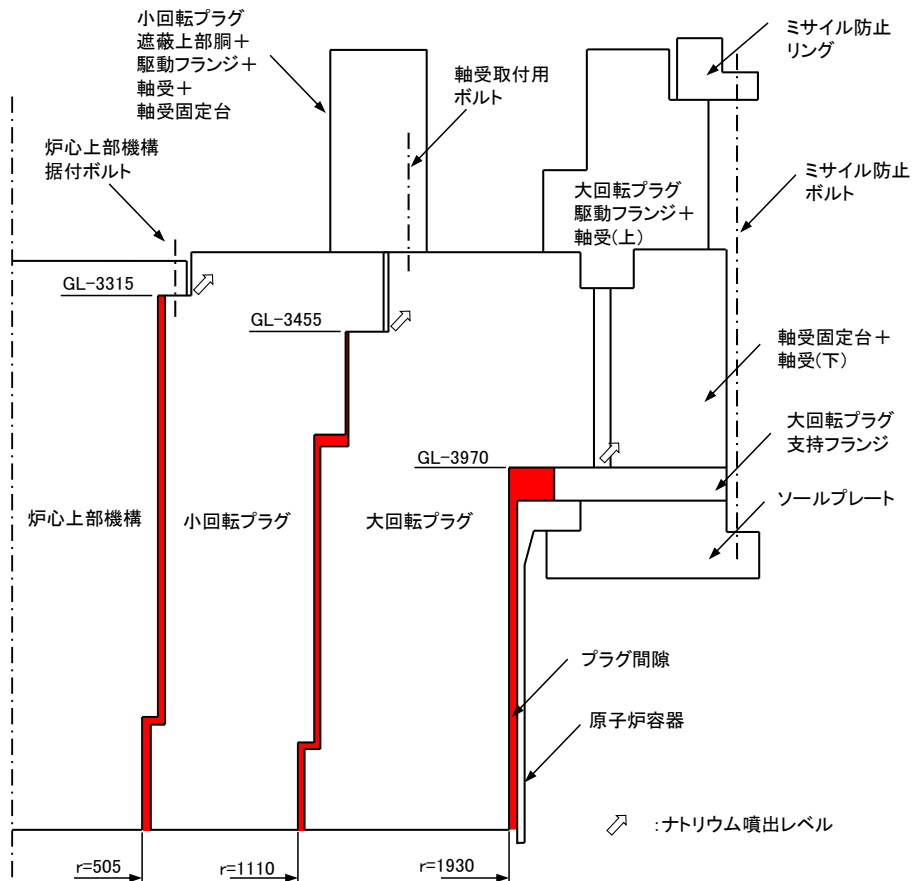 小回転プラグ
遮蔽上部胴＋
駆動フランジ＋
軸受＋
軸受固定台
ミサイル防止
リング
軸受取付用
ボルト
炉心上部機構
据付ボルト
ミサイル防止
ボルト
大回転プラグ
駆動フランジ＋
軸受(上)
GL-3315
GL-3455
軸受固定台＋
軸受(下)
大回転プラグ
支持フランジ
GL-3970
ソールプレート
炉心上部機構
小回転プラグ
大回転プラグ
プラグ間隙
原子炉容器
:ナトリウム噴出レベル
r=505
r=1110
r=1930